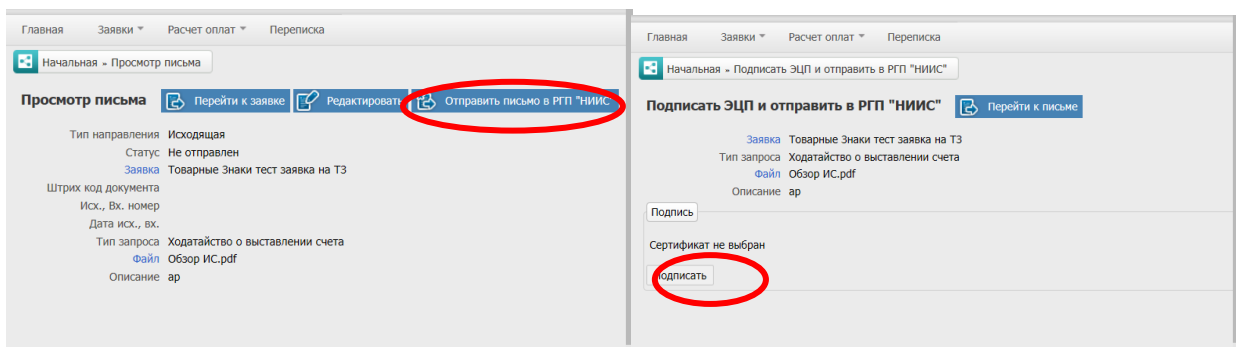 Главная Заявки Расчет оплат Переписка
Начальная » Просмотр письма
Просмотр письма Перейти к заявке Редактировать Отправить письмо в РГП "НИИС
Тип направления Исходящая
Статус Не отправлен
Заявка Товарные Знаки тест заявка на ТЗ
Штрих код документа
Исх., Вх. номер
Дата исх., вх.
Тип запроса Ходатайство о выставлении счета
Файл Обзор ИС.pdf
Описание ар
Главная Заявки Расчет оплат Переписка
Начальная » Подписать ЭЦП и отправить в РГП "НИИС"
Подписать ЭЦП и отправить в РГП "НИИС" Перейти к письме
Заявка Товарные Знаки тест заявка на ТЗ
Тип запроса Ходатайство о выставлении счета
Файл Обзор ИС.pdf
Описание ар
Подпись
Сертификат не выбран
Подписать